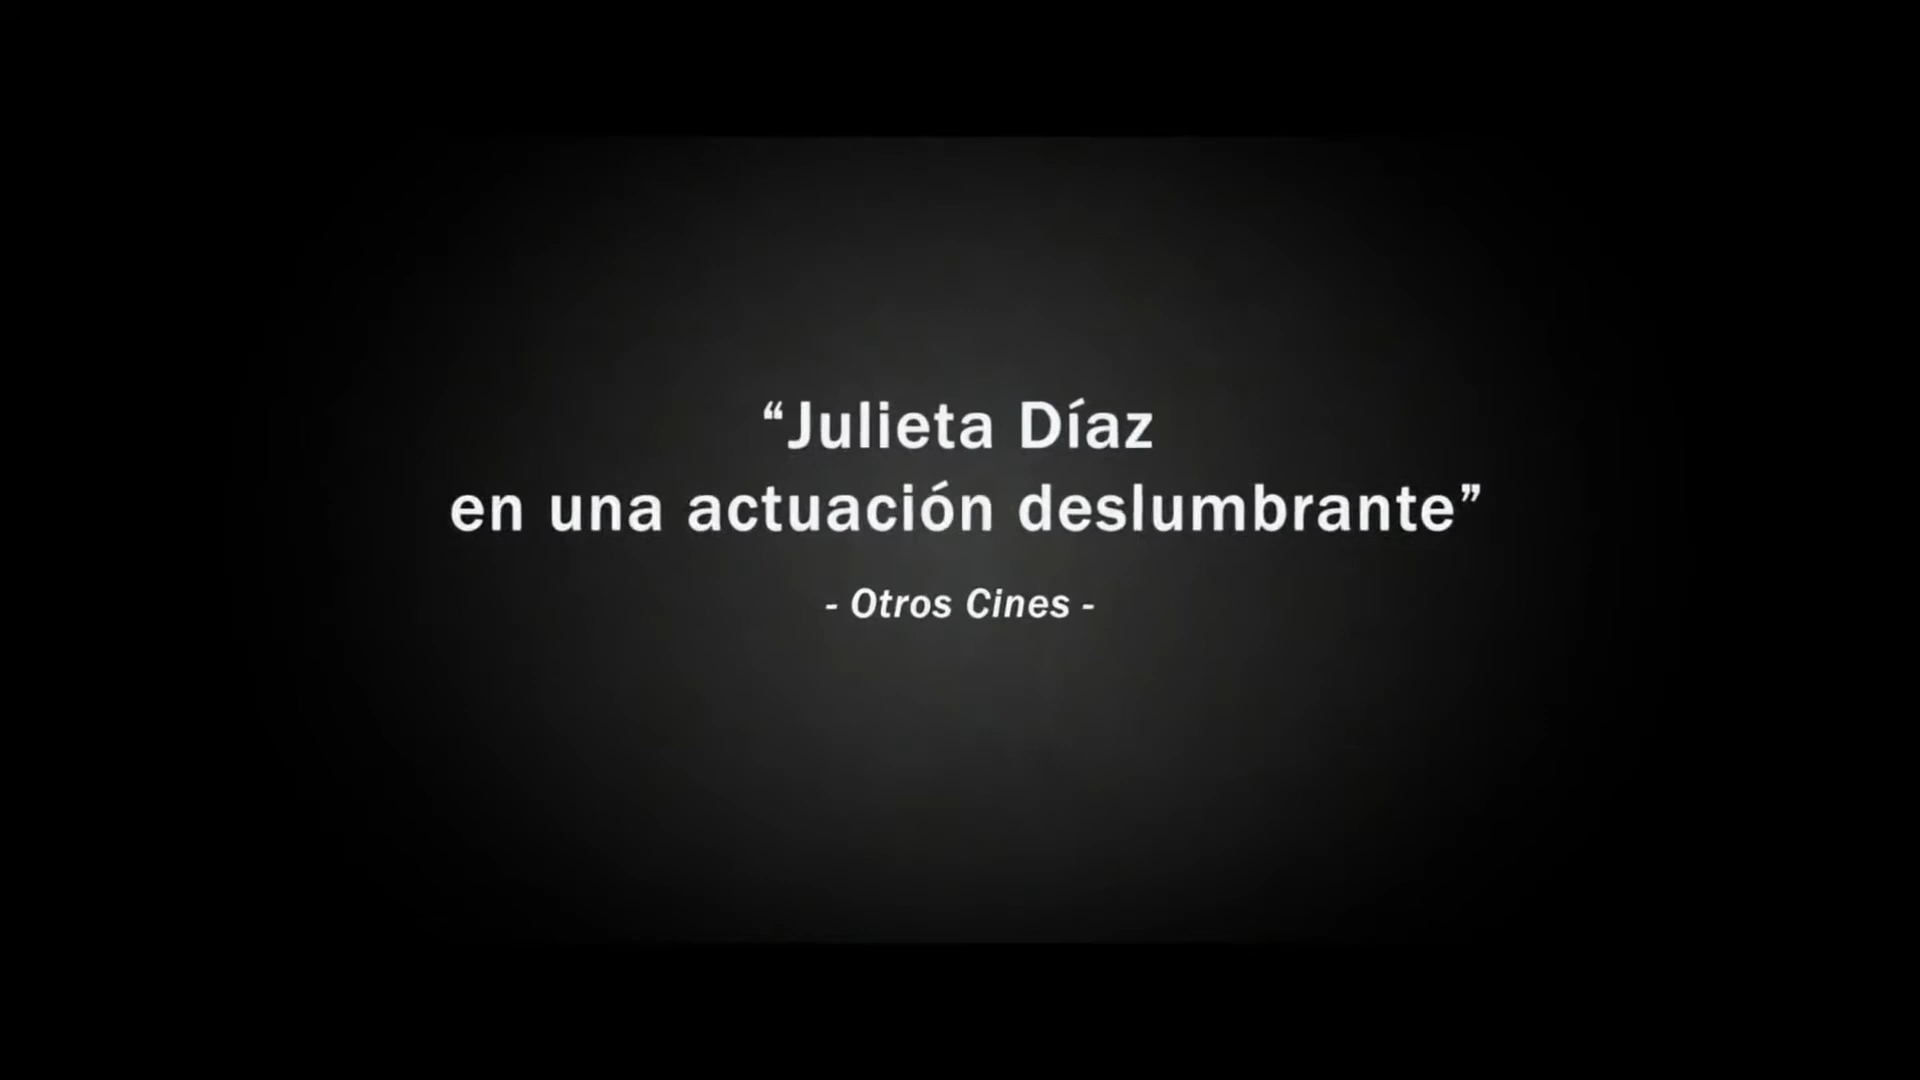 “Julieta Díaz
en una actuación deslumbrante”
- Otros Cines -